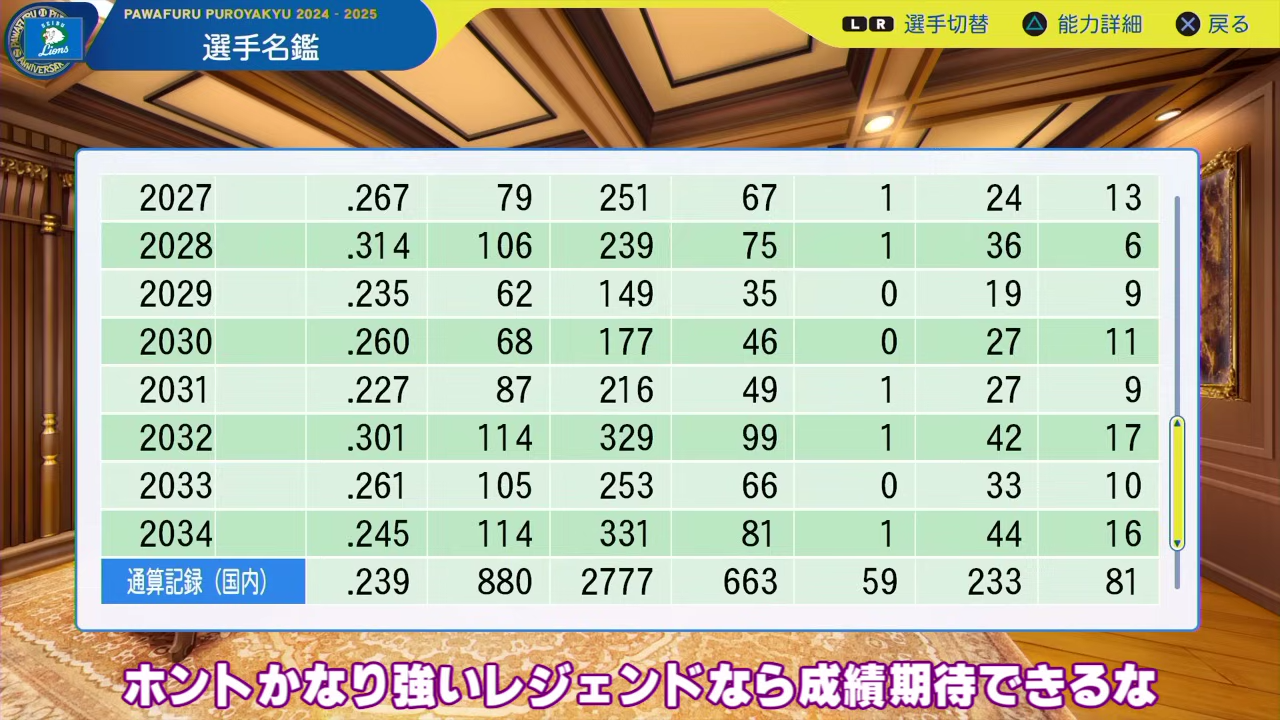 PAWAFURU PUROYAKYU 2024 - 2025
選手名鑑
L R 選手切替 △ 能力詳細 × 戻る
Lions
2027 .267 79 251 67 1 24 13
2028 .314 106 239 75 1 36 6
2029 .235 62 149 35 0 19 9
2030 .260 68 177 46 0 27 11
2031 .227 87 216 49 1 27 9
2032 .301 114 329 99 1 42 17
2033 .261 105 253 66 0 33 10
2034 .245 114 331 81 1 44 16
通算記録（国内） .239 880 2777 663 59 233 81
ホントかなり強いレジェンドなら成績期待できるな